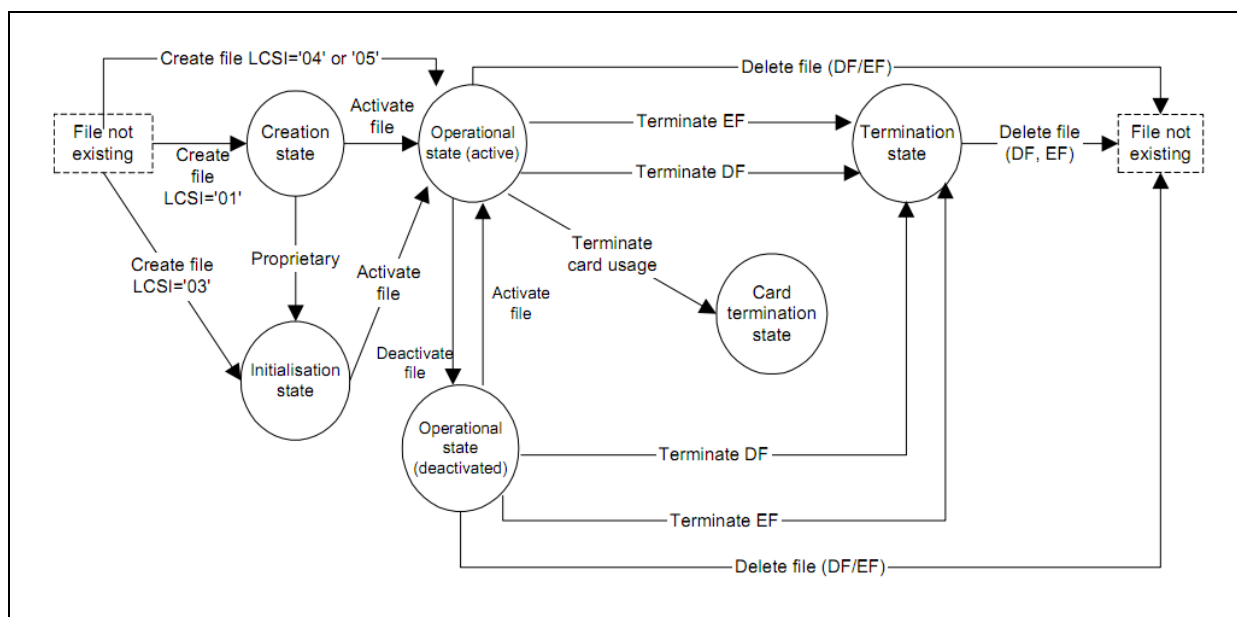 Create file LCSI='04' or '05'
Delete file (DF/EF)
File not
existing
Create
file
LCSI='01'
Creation
state
Activate
file
Operational
state (active)
Terminate EF
Terminate DF
Termination
state
Delete file
(DF, EF)
File not
existing
Create file
LCSI='03'
Proprietary
Activate
file
Activate
file
Terminate
card usage
Card
termination
state
Initialisation
state
Deactivate
file
Operational
state
(deactivated)
Terminate DF
Terminate EF
Delete file (DF/EF)